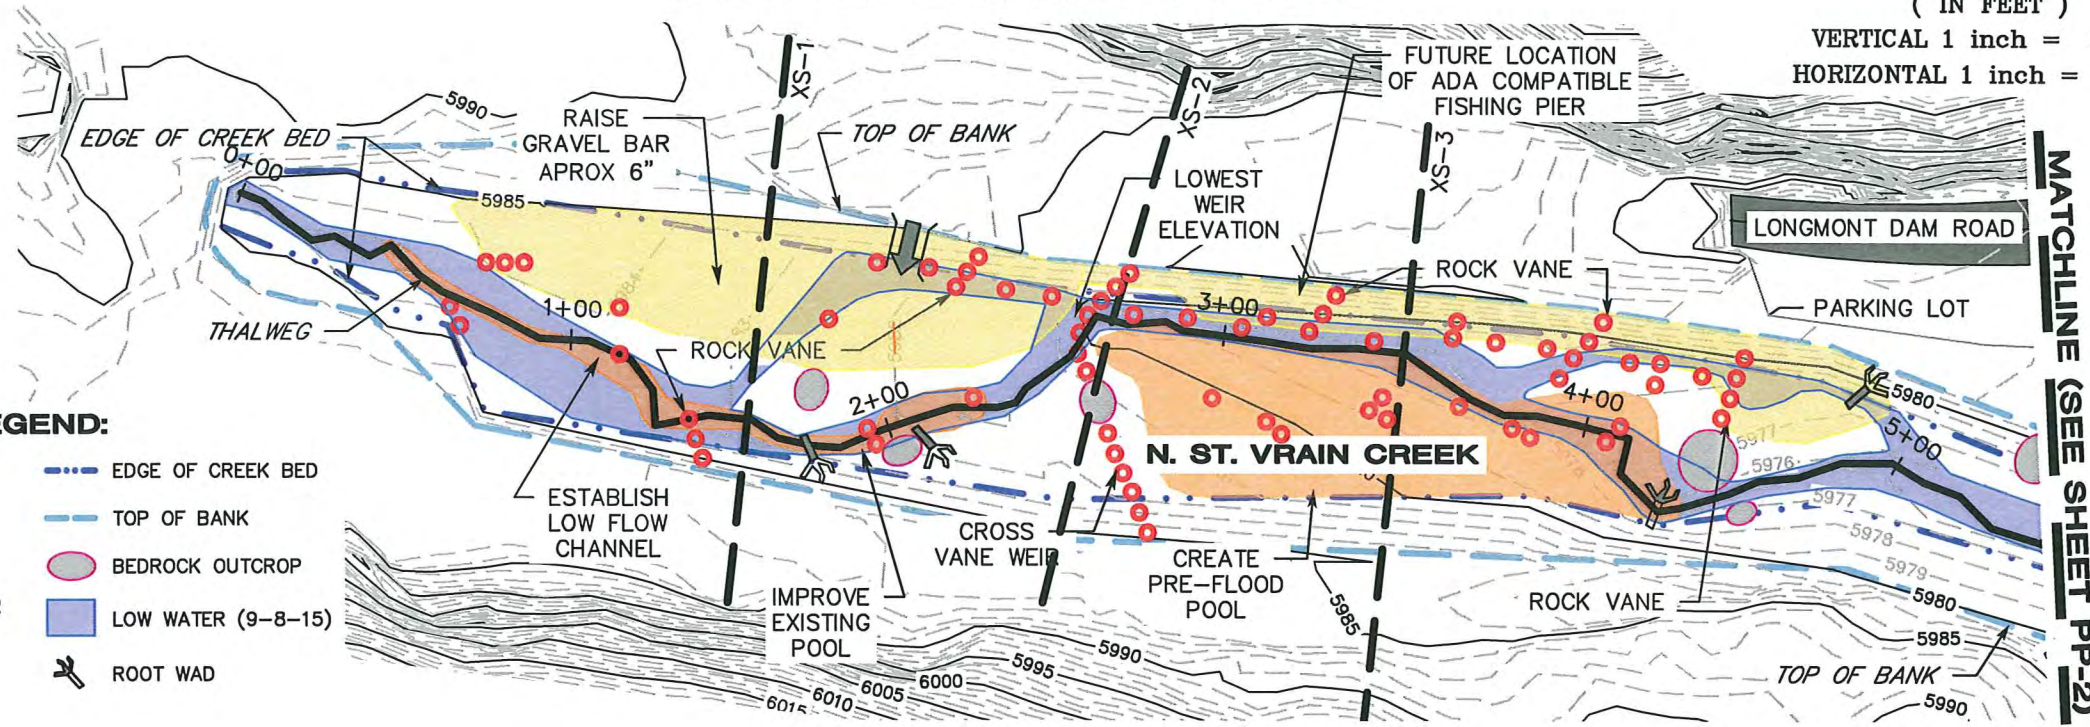 ( IN FEET )
VERTICAL 1 inch =
HORIZONTAL 1 inch =
FUTURE LOCATION
OF ADA COMPATIBLE
FISHING PIER
XS-1
XS-2
XS-3
5990
EDGE OF CREEK BED
RAISE
GRAVEL BAR
APROX 6"
TOP OF BANK
0+00
5985
LOWEST
WEIR
ELEVATION
LONGMONT DAM ROAD
ROCK VANE
PARKING LOT
MATCHLINE (SEE SHEET PP-2)
THALWEG
1+00
ROCK VANE
3+00
2+00
4+00
5980
5+00
5977
5976
5977
5978
5979
5980
5985
5990
N. ST. VRAIN CREEK
ESTABLISH
LOW FLOW
CHANNEL
CROSS
VANE WEIR
CREATE
PRE-FLOOD
POOL
5985
ROCK VANE
TOP OF BANK
IMPROVE
EXISTING
POOL
5990
5995
6000
6005
6010
6015
EGEND:
EDGE OF CREEK BED
TOP OF BANK
BEDROCK OUTCROP
LOW WATER (9-8-15)
ROOT WAD